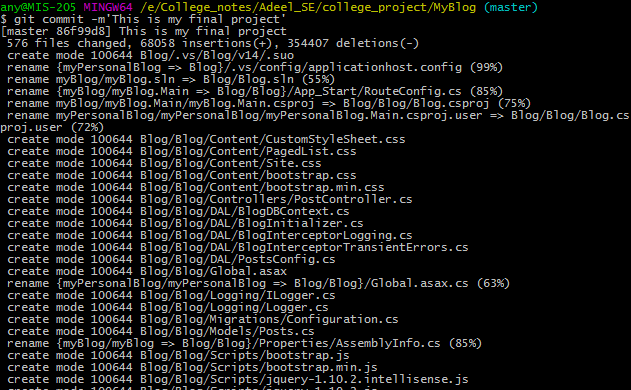 any@MIS-205 MINGW64 /e/College_notes/Adeel_SE/college_project/MyBlog (master)
$ git commit -m'This is my final project'
[master 86f99d8] This is my final project
 576 files changed, 68058 insertions(+), 354407 deletions(-)
 create mode 100644 Blog/.vs/Blog/v14/.suo
 rename {myPersonalBlog => Blog}/.vs/config/applicationhost.config (99%)
 rename myBlog/myBlog.sln => Blog/Blog.sln (55%)
 rename {myBlog/myBlog.Main => Blog/Blog}/App_Start/RouteConfig.cs (85%)
 rename myBlog/myBlog.Main/myBlog.Main.csproj => Blog/Blog/Blog.csproj (75%)
 rename myPersonalBlog/myPersonalBlog/myPersonalBlog.Main.csproj.user => Blog/Blog/Blog.cs
proj.user (72%)
 create mode 100644 Blog/Blog/Content/CustomStyleSheet.css
 create mode 100644 Blog/Blog/Content/PagedList.css
 create mode 100644 Blog/Blog/Content/Site.css
 create mode 100644 Blog/Blog/Content/bootstrap.css
 create mode 100644 Blog/Blog/Content/bootstrap.min.css
 create mode 100644 Blog/Blog/Controllers/PostController.cs
 create mode 100644 Blog/Blog/DAL/BlogDBContext.cs
 create mode 100644 Blog/Blog/DAL/BlogInitializer.cs
 create mode 100644 Blog/Blog/DAL/BlogInterceptorLogging.cs
 create mode 100644 Blog/Blog/DAL/BlogInterceptorTransientErrors.cs
 create mode 100644 Blog/Blog/DAL/PostsConfig.cs
 create mode 100644 Blog/Blog/Global.asax
 rename {myPersonalBlog/myPersonalBlog => Blog/Blog}/Global.asax.cs (63%)
 create mode 100644 Blog/Blog/Logging/ILogger.cs
 create mode 100644 Blog/Blog/Logging/Logger.cs
 create mode 100644 Blog/Blog/Migrations/Configuration.cs
 create mode 100644 Blog/Blog/Models/Posts.cs
 rename {myBlog/myBlog => Blog/Blog}/Properties/AssemblyInfo.cs (85%)
 create mode 100644 Blog/Blog/Scripts/bootstrap.js
 create mode 100644 Blog/Blog/Scripts/bootstrap.min.js
 create mode 100644 Blog/Blog/Scripts/jquery-1.10.2.intellisense.js
 create mode 100644 Blog/Blog/Scripts/jquery-1.10.2.js